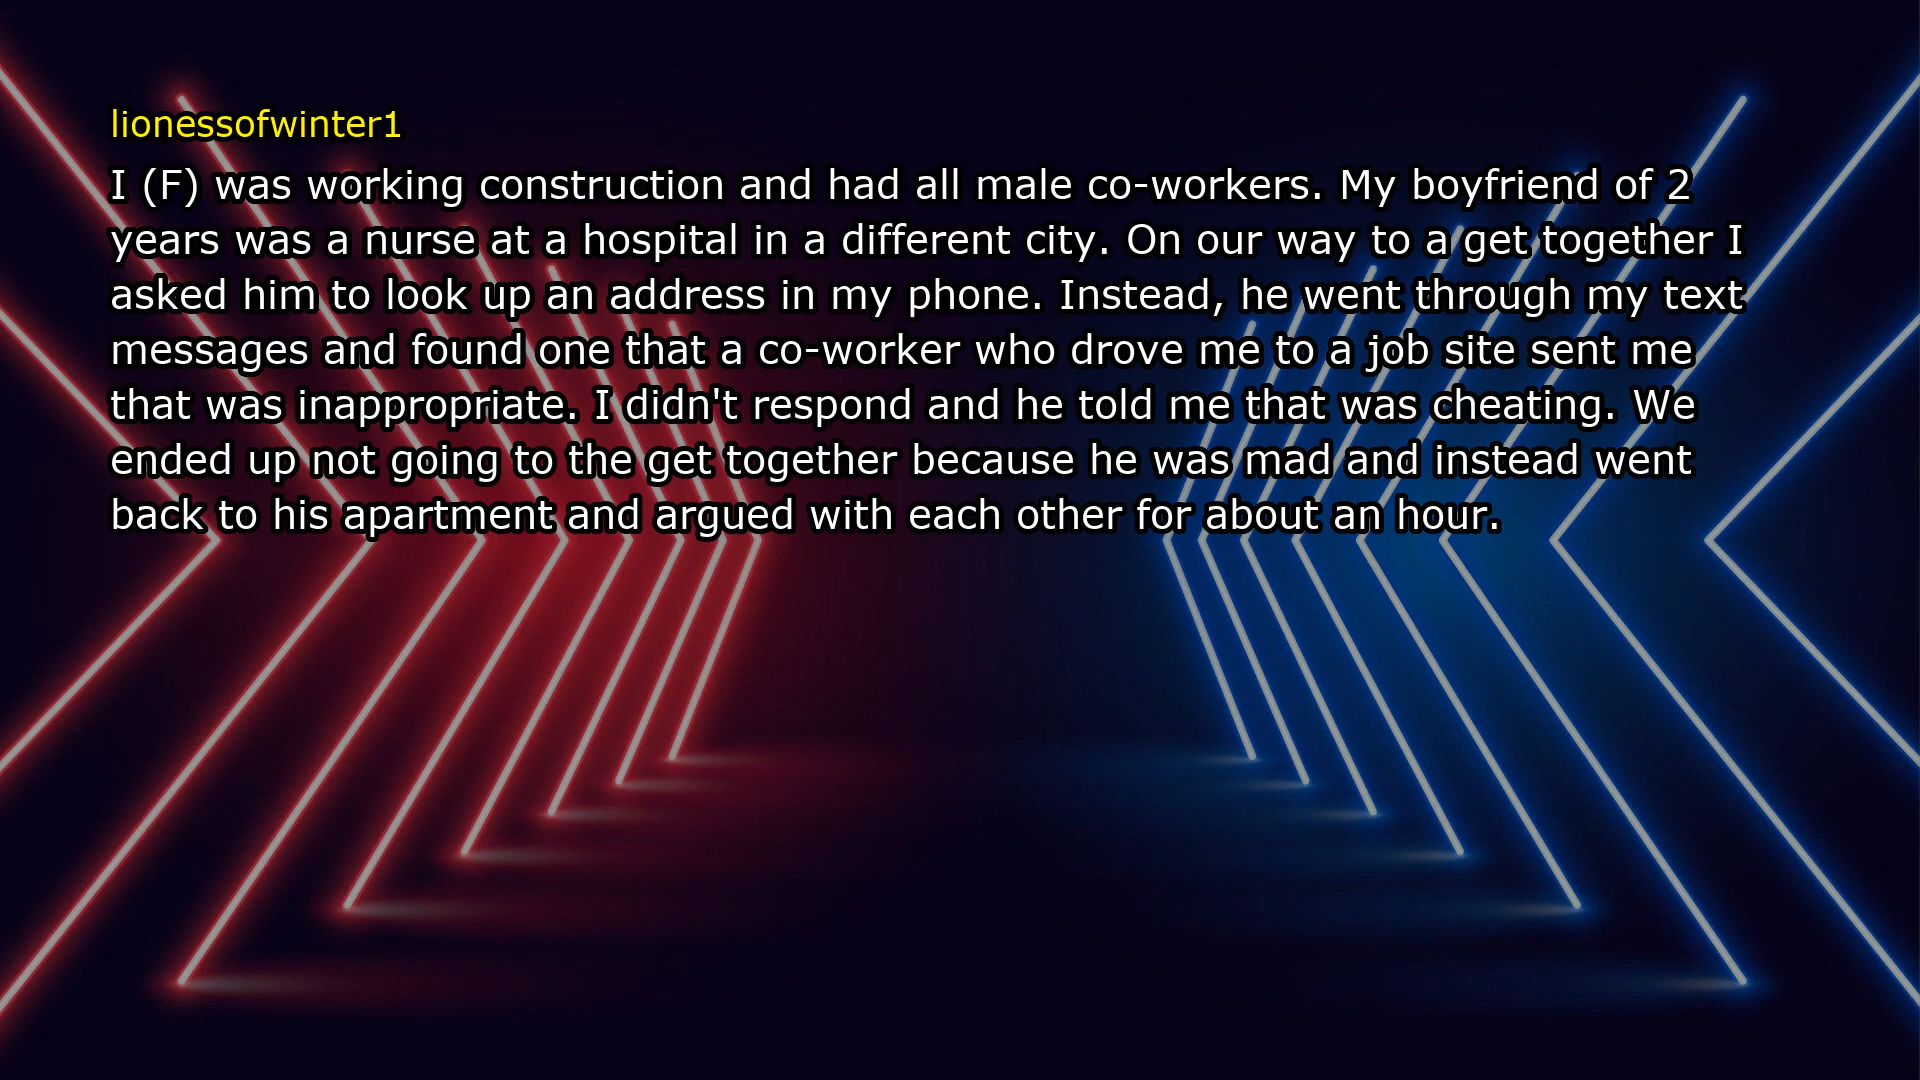 lionessofwinter1
I (F) was working construction and had all male co-workers. My boyfriend of 2
years was a nurse at a hospital in a different city. On our way to a get together I
asked him to look up an address in my phone. Instead, he went through my text
messages and found one that a co-worker who drove me to a job site sent me
that was inappropriate. I didn't respond and he told me that was cheating. We
ended up not going to the get together because he was mad and instead went
back to his apartment and argued with each other for about an hour.